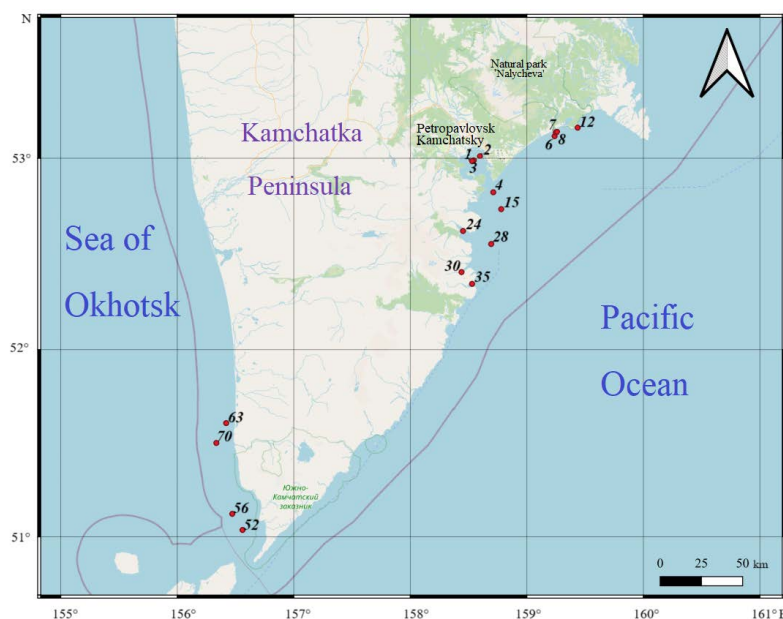 N
Natural park
'Nalycheva'
Petropavlovsk
Kamchatsky
Kamchatka
Peninsula
7
12
6
8
53°
1
2
3
4
15
Sea of
Okhotsk
24
28
30
35
Pacific
Ocean
52°
63
70
Южно-
Камчатский
заказник
56
52
51°
0 25 50 km
155° 156° 157° 158° 159° 160° 161°E